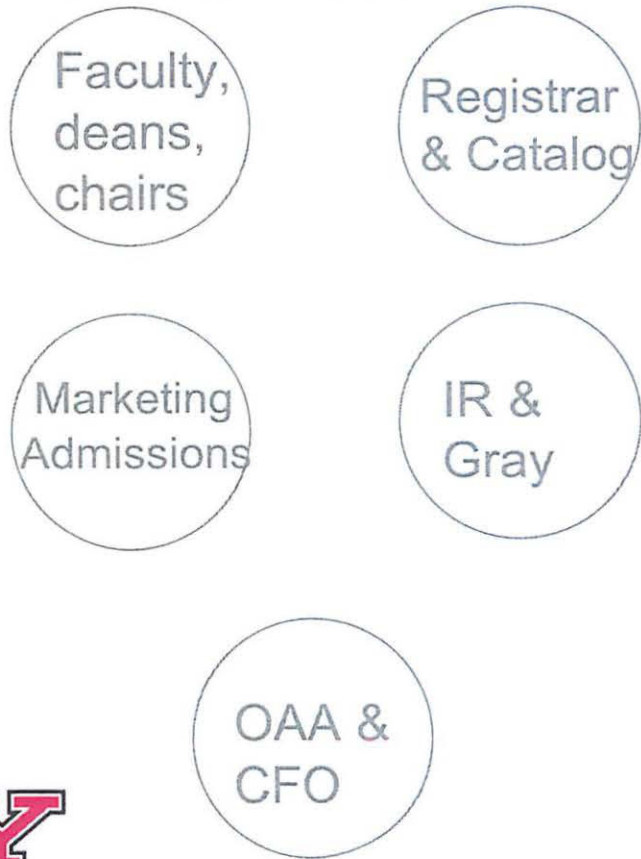 Faculty,
deans,
chairs
Registrar
& Catalog
Marketing
Admissions
IR &
Gray
OAA &
CFO
Y